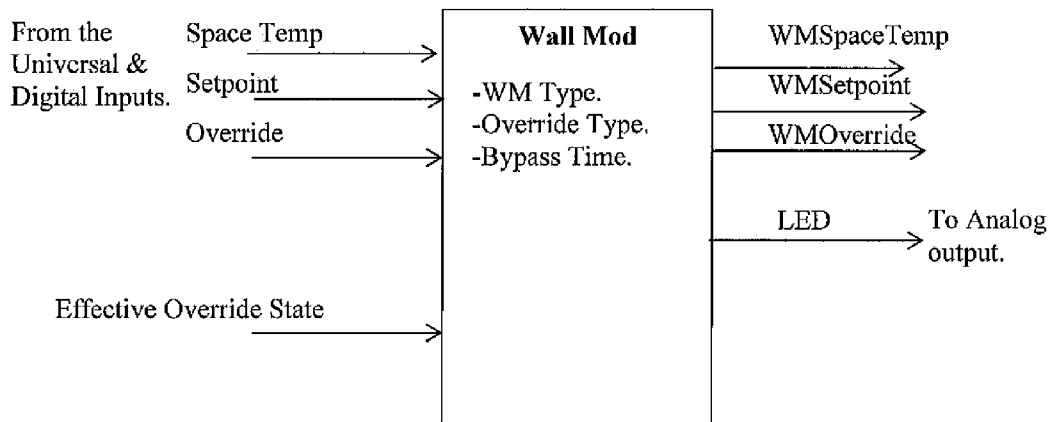 From the
Universal &
Digital Inputs.
Space Temp
Setpoint
Override
Effective Override State
Wall Mod
-WM Type.
-Override Type.
-Bypass Time.
WMSpaceTemp
WMSetpoint
WMOverride
LED
To Analog
output.